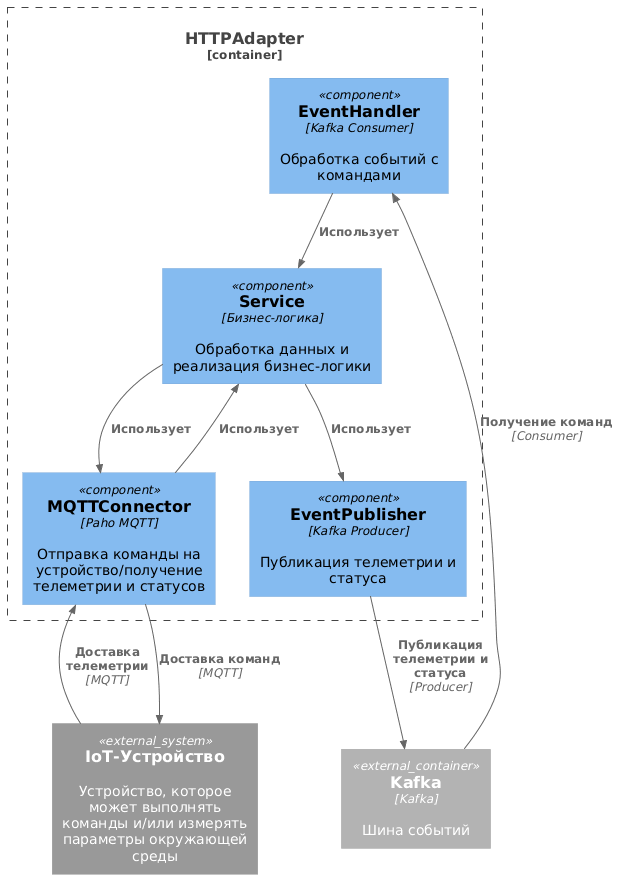 HTTPAdapter
[container]
«component»
EventHandler
[Kafka Consumer]
Обработка событий с
командами
Использует
«component»
Service
[Бизнес-логика]
Обработка данных и
реализация бизнес-логики
Использует
Использует
Использует
Получение команд
[Consumer]
«component»
MQTTConnector
[Paho MQTT]
Отправка команды на
устройство/получение
телеметрии и статусов
«component»
EventPublisher
[Kafka Producer]
Публикация телеметрии и
статуса
Доставка
телеметрии
[MQTT]
Доставка команд
[MQTT]
Публикация
телеметрии и
статуса
[Producer]
«external_system»
IoT-Устройство
Устройство, которое
может выполнять
команды и/или измерять
параметры окружающей
среды
«external_container»
Kafka
[Kafka]
Шина событий